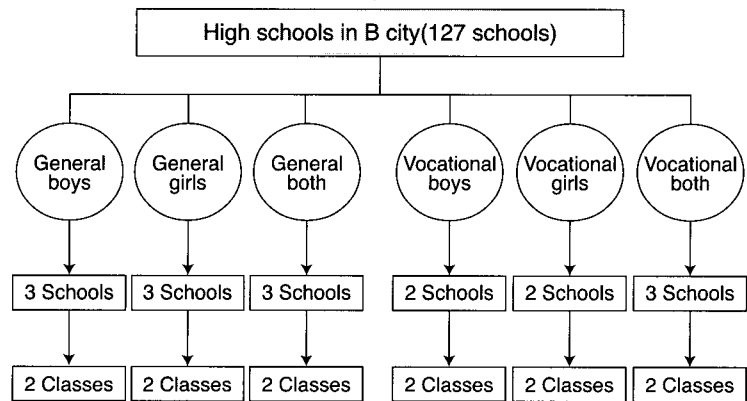 High schools in B city(127 schools)
General
boys
General
girls
General
both
Vocational
boys
Vocational
girls
Vocational
both
3 Schools
3 Schools
3 Schools
2 Schools
2 Schools
3 Schools
2 Classes
2 Classes
2 Classes
2 Classes
2 Classes
2 Classes